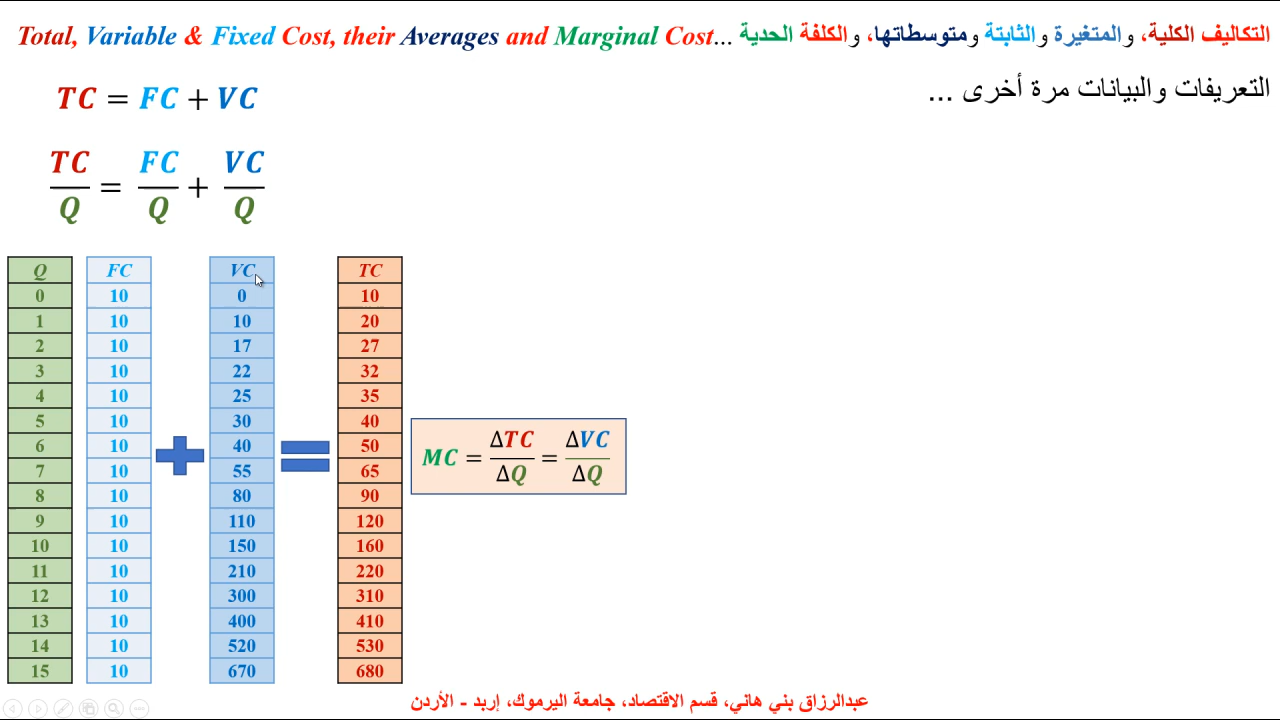 Total, Variable & Fixed Cost, their Averages and Marginal Cost... التكاليف الكلية، والمتغيرة والثابتة ومتوسطاتها، والكلفة الحدية
التعريفات والبيانات مرة أخرى ...
TC = FC + VC
TC/Q = FC/Q + VC/Q
Q FC VC TC
0 10 0 10
1 10 10 20
2 10 17 27
3 10 22 32
4 10 25 35
5 10 30 40
6 10 40 50
7 10 55 65
8 10 80 90
9 10 110 120
10 10 150 160
11 10 210 220
12 10 300 310
13 10 400 410
14 10 520 530
15 10 670 680
MC = ΔTC/ΔQ = ΔVC/ΔQ
عبدالرزاق بني هاني، قسم الاقتصاد، جامعة اليرموك، إربد - الأردن